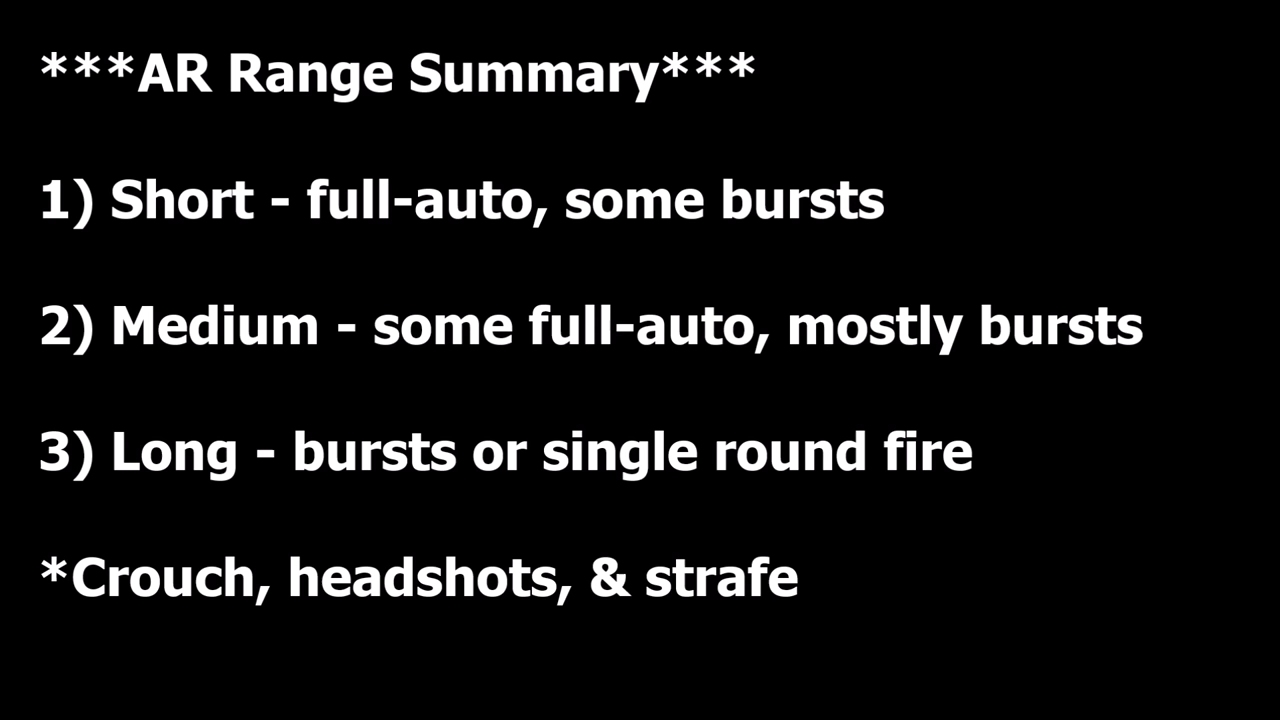 ***AR Range Summary***
1) Short - full-auto, some bursts
2) Medium - some full-auto, mostly bursts
3) Long - bursts or single round fire
*Crouch, headshots, & strafe